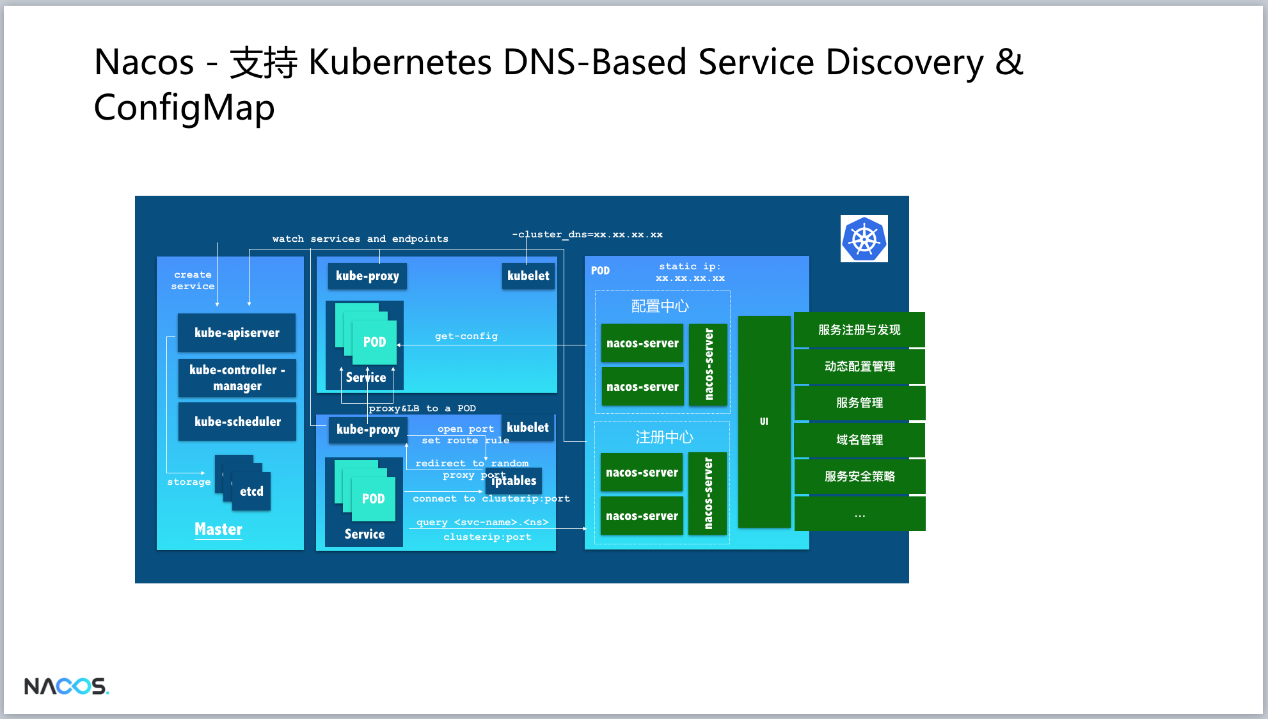 Nacos - 支持 Kubernetes DNS-Based Service Discovery &
ConfigMap
watch services and endpoints
-cluster_dns=xx.xx.xx.xx
create
service
kube-apiserver
kube-controller -
manager
kube-scheduler
storage
etcd
Master
kube-proxy
kubelet
POD
Service
get-config
proxy&LB to a POD
kube-proxy
kubelet
open port
set route rule
redirect to random
proxy port
iptables
connect to clusterip:port
POD
Service
query <svc-name>.<ns>
clusterip:port
POD
static ip:
xx.xx.xx.xx
配置中心
nacos-server
nacos-server
nacos-server
注册中心
nacos-server
nacos-server
nacos-server
UI
服务注册与发现
动态配置管理
服务管理
域名管理
服务安全策略
...
NACOS.